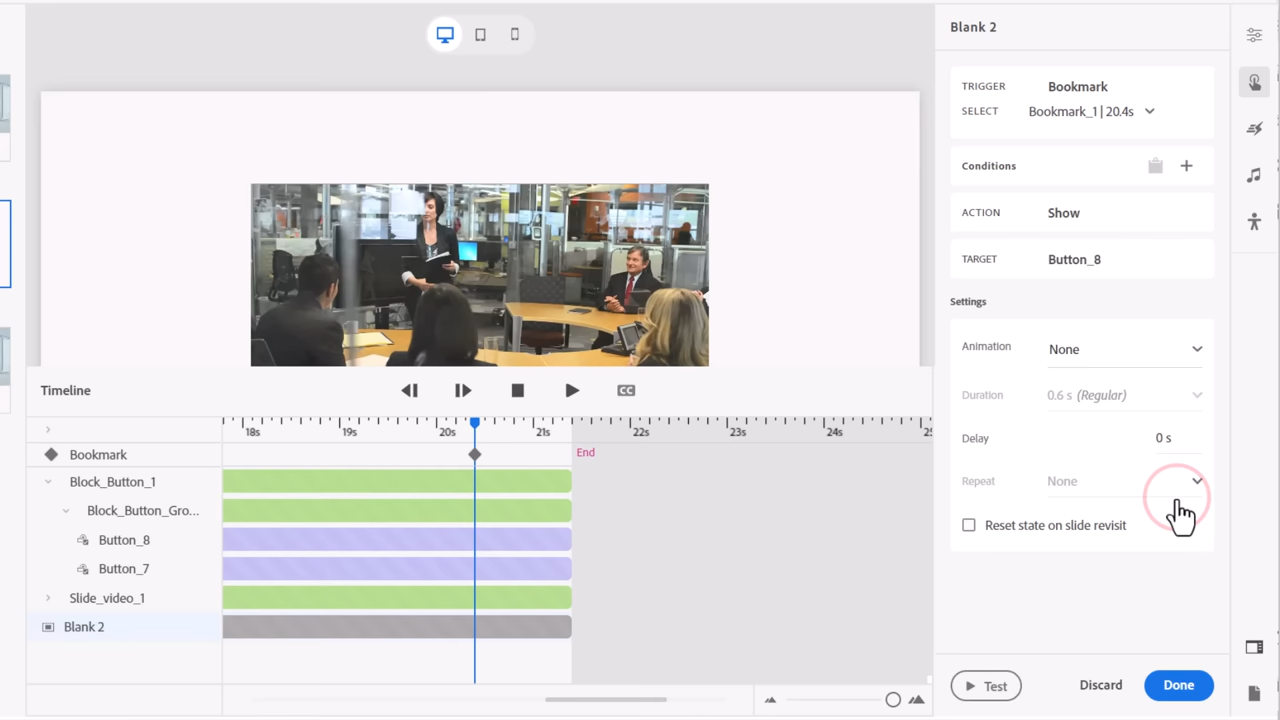 Blank 2
TRIGGER Bookmark
SELECT Bookmark_1 | 20.4s
Conditions
ACTION Show
TARGET Button_8
Settings
Animation None
Duration 0.6 s (Regular)
Delay 0 s
Repeat None
Reset state on slide revisit
Test Discard Done
Timeline CC
18s 19s 20s 21s 22s 23s 24s 25
Bookmark End
Block_Button_1
Block_Button_Gro...
Button_8
Button_7
Slide_video_1
Blank 2